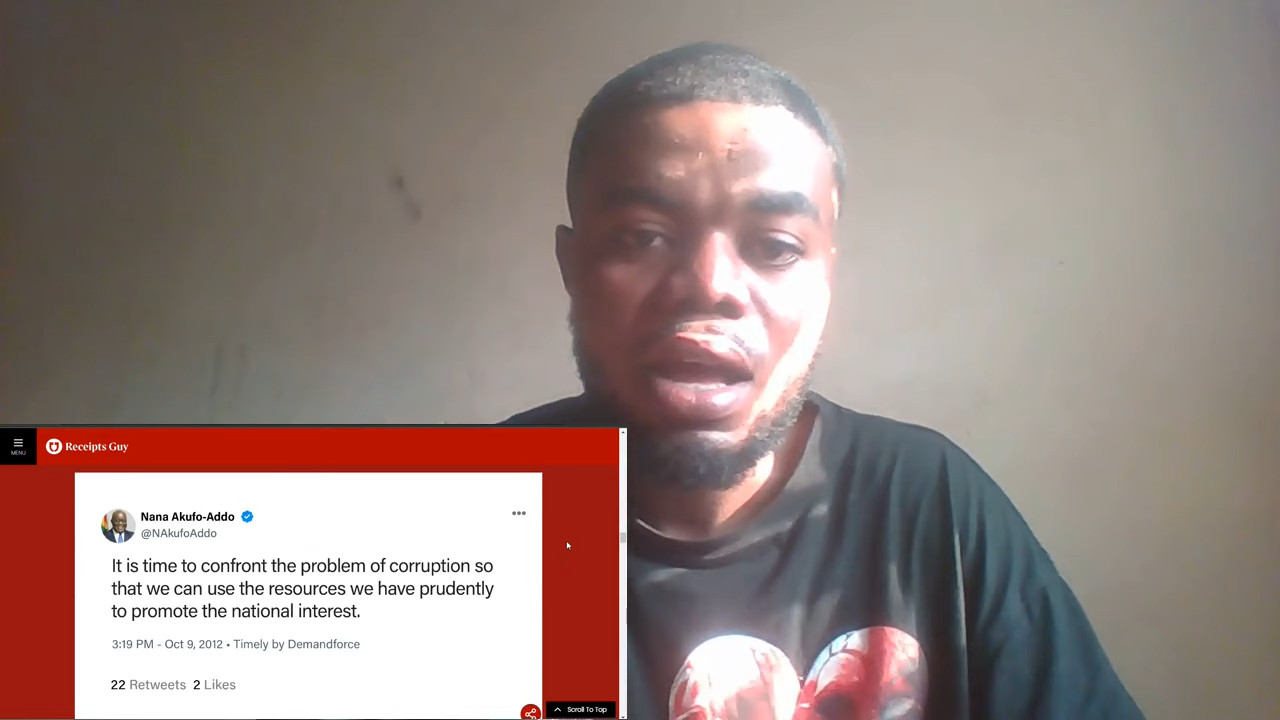 MENU
Receipts Guy
Nana Akufo-Addo
@NAkufoAddo
It is time to confront the problem of corruption so
that we can use the resources we have prudently
to promote the national interest.
3:19 PM - Oct 9, 2012 • Timely by Demandforce
22 Retweets 2 Likes
Scroll To Top